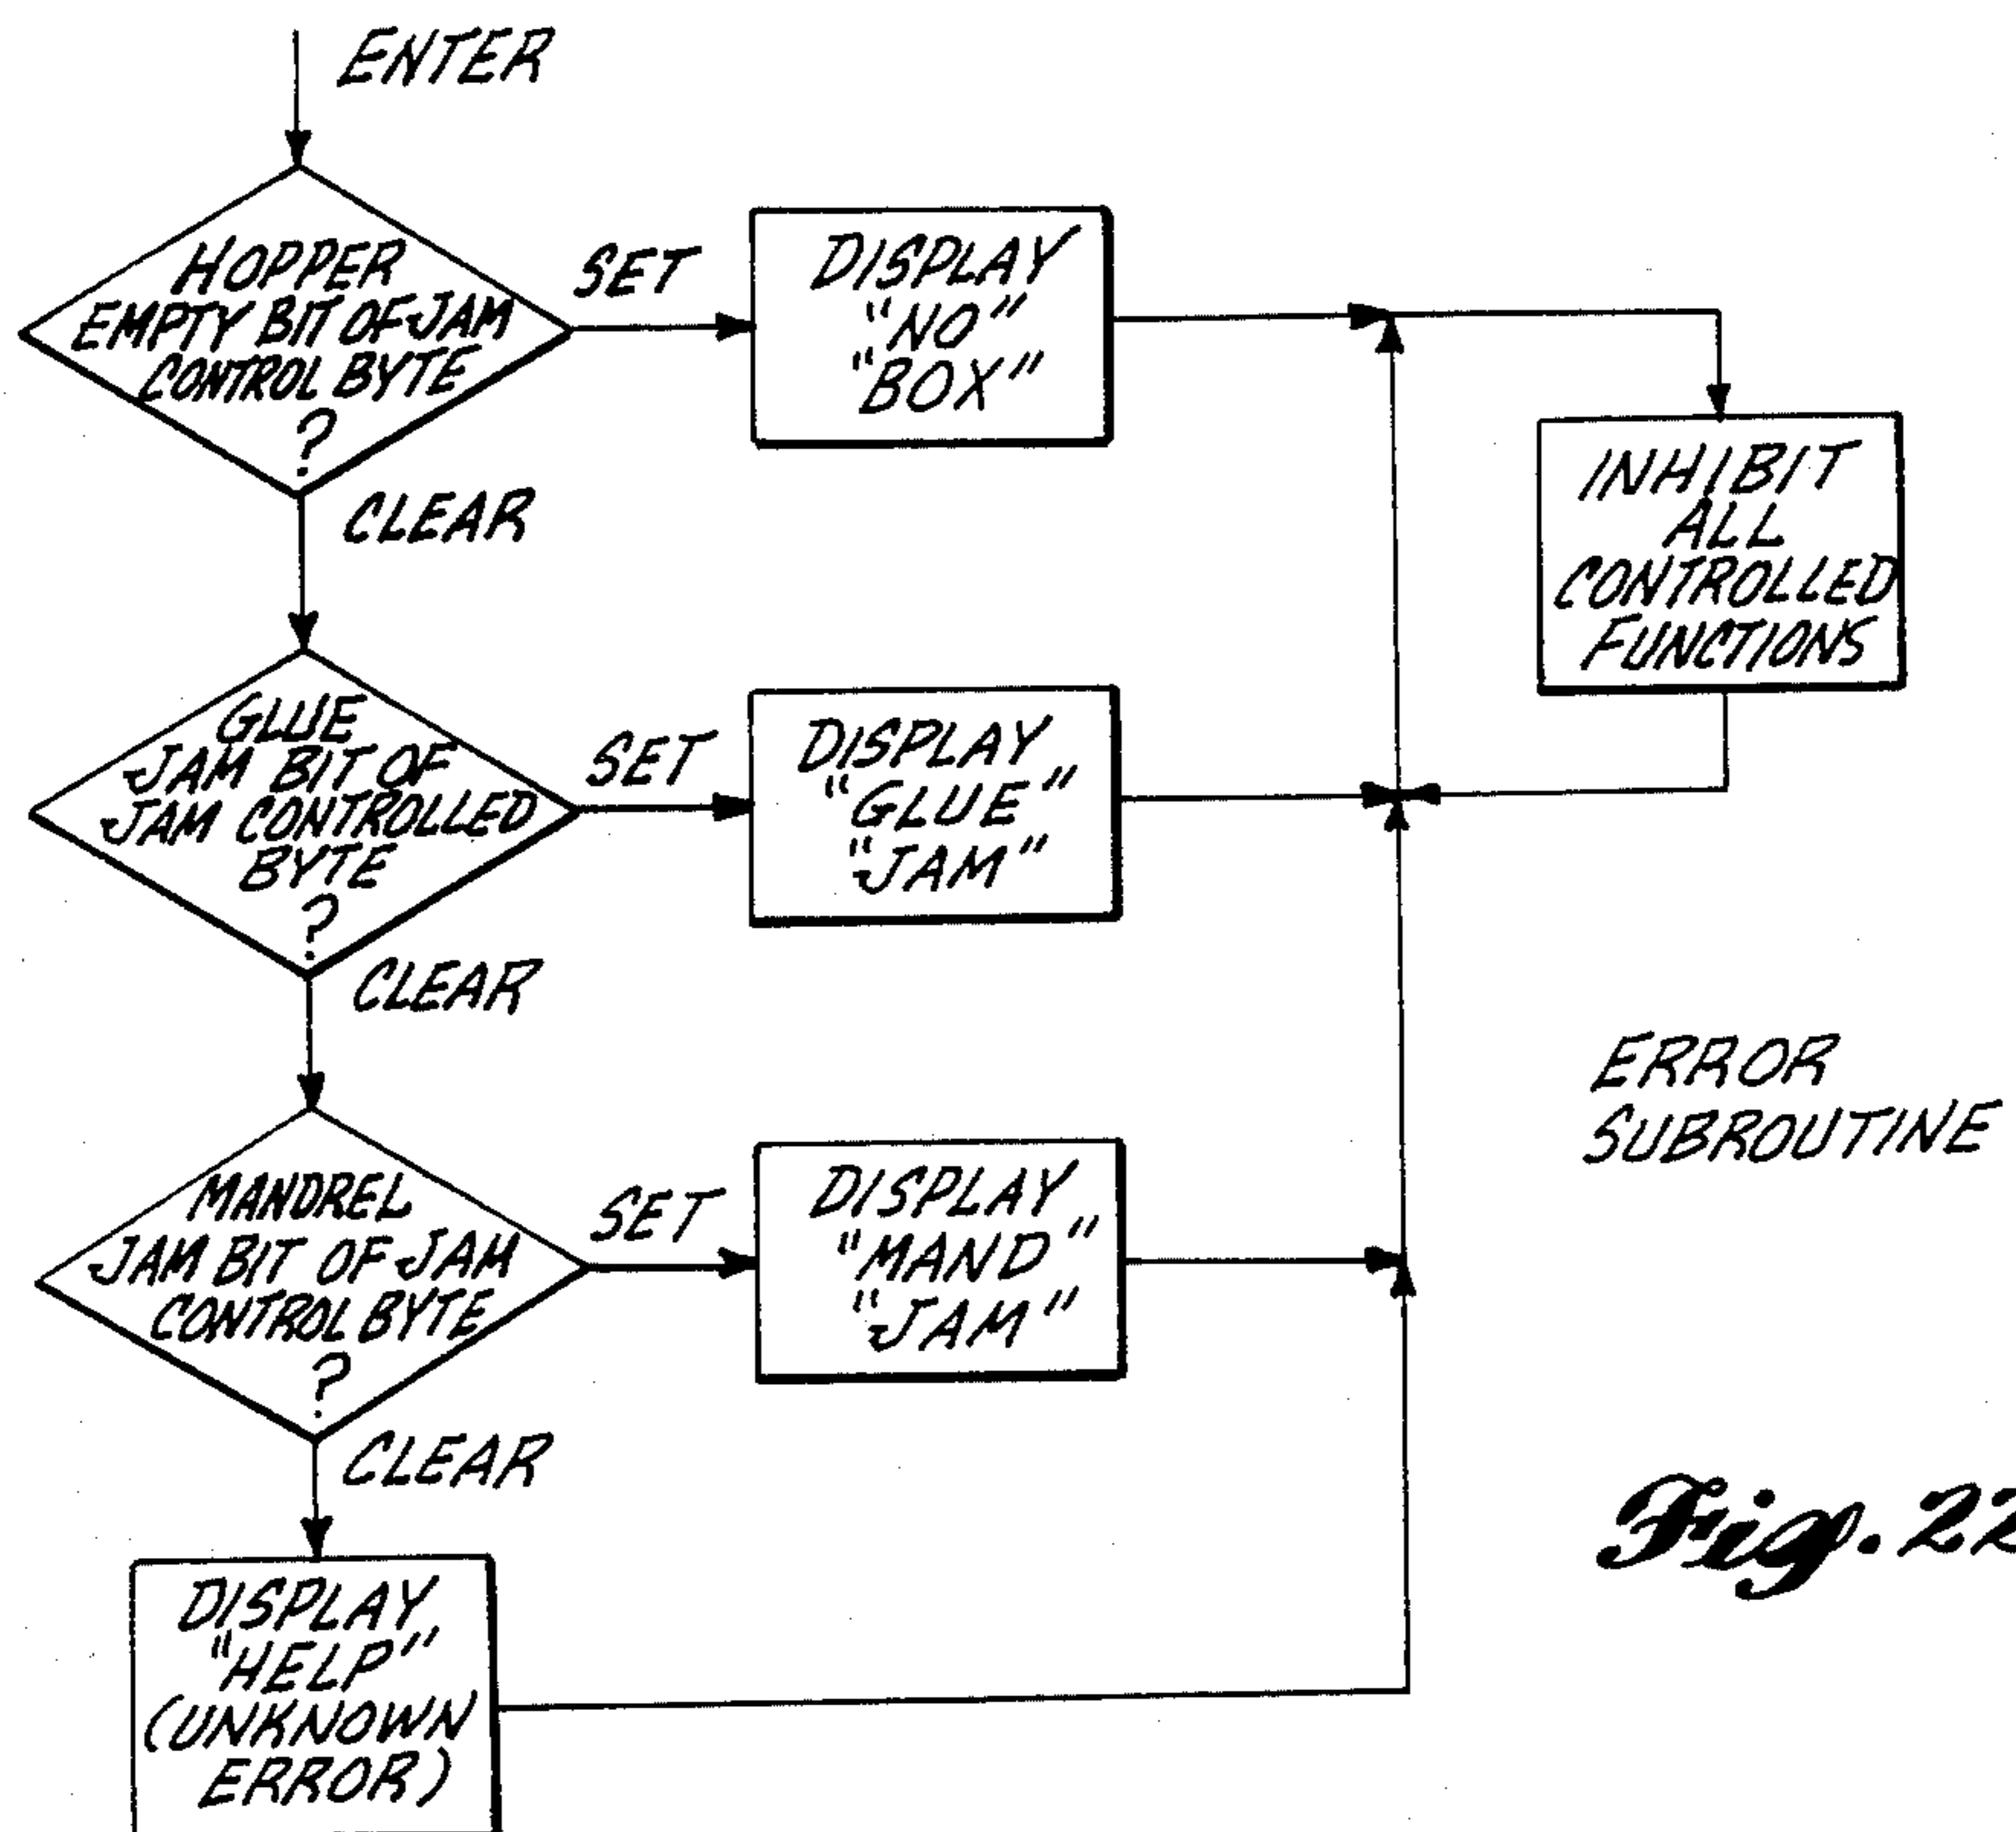 ENTER
HOPPER
EMPTY BIT OF JAM
CONTROL BYTE
?
SET
DISPLAY
"NO"
"BOX"
INHIBIT
ALL
CONTROLLED
FUNCTIONS
CLEAR
GLUE
JAM BIT OF
JAM CONTROLLED
BYTE
?
SET
DISPLAY
"GLUE"
"JAM"
CLEAR
ERROR
SUBROUTINE
MANDREL
JAM BIT OF JAM
CONTROL BYTE
?
SET
DISPLAY
"MAND"
"JAM"
CLEAR
DISPLAY
"HELP"
(UNKNOWN
ERROR)
Fig. 22